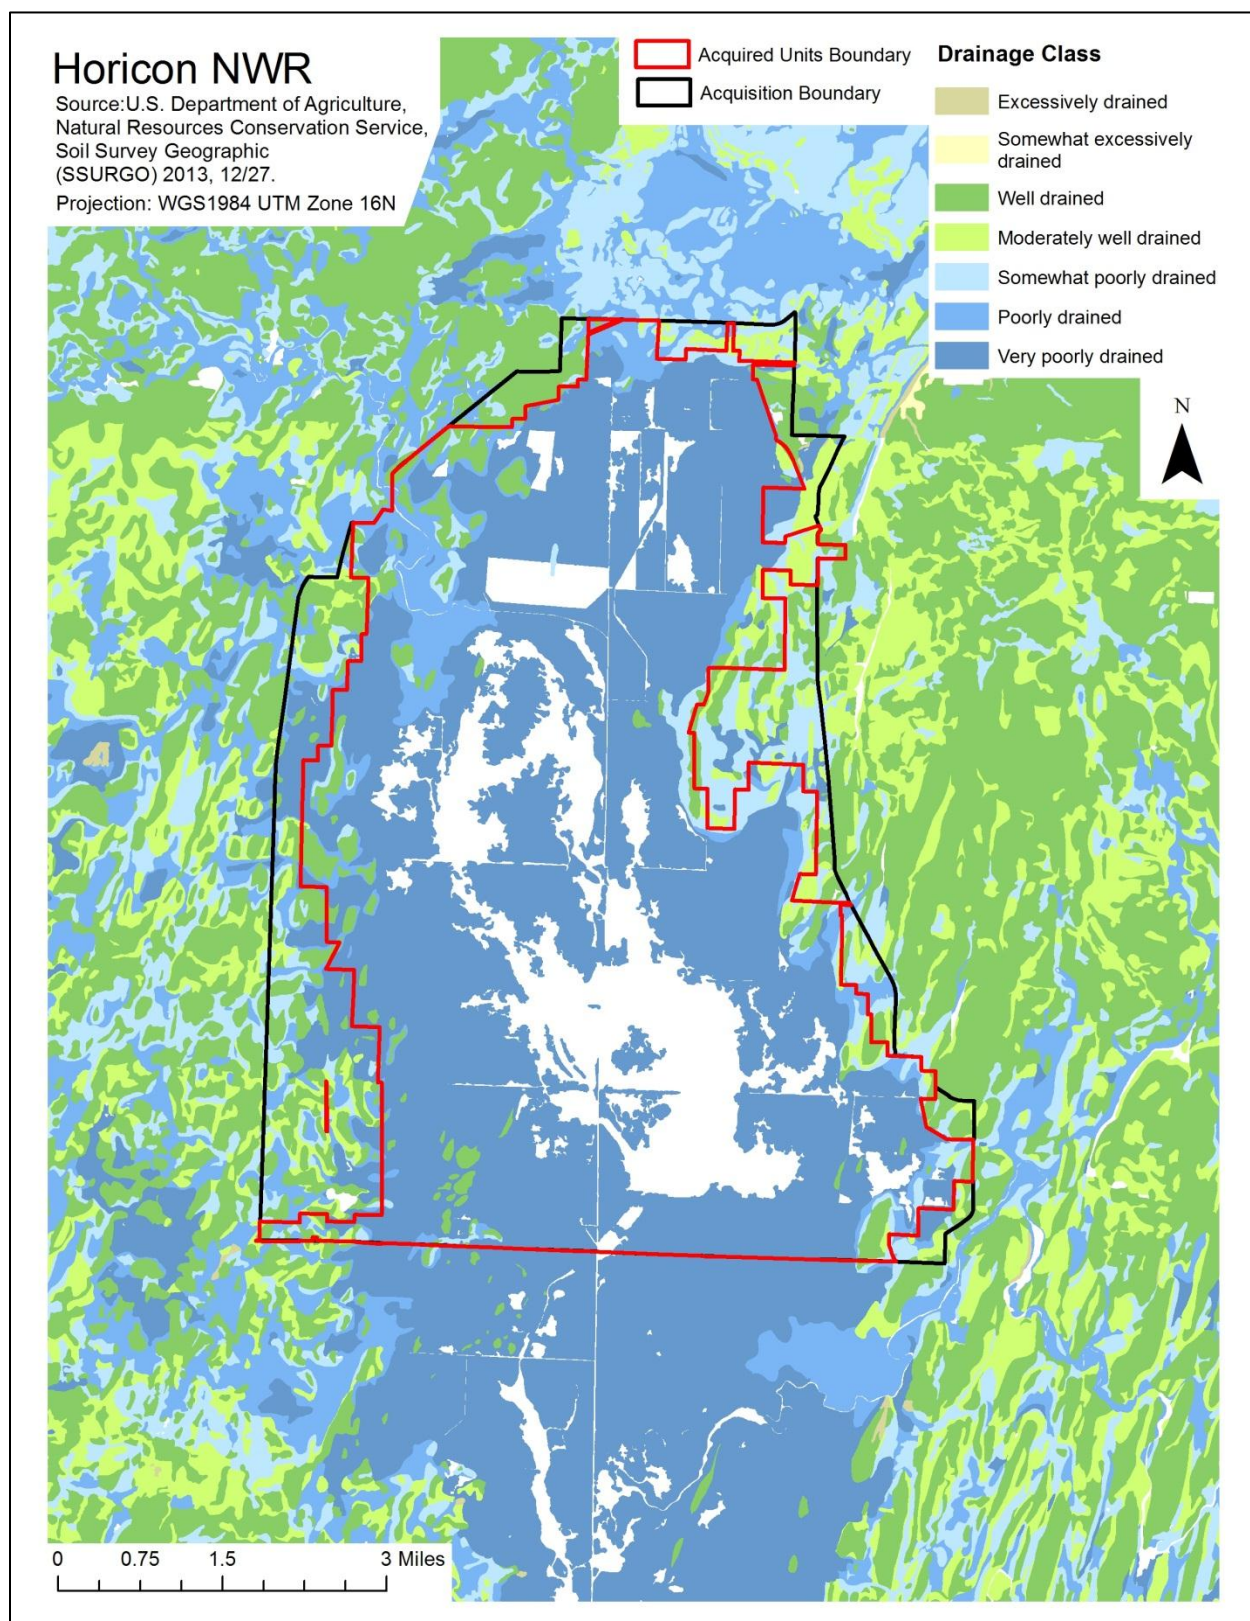 Horicon NWR
Source:U.S. Department of Agriculture,
Natural Resources Conservation Service,
Soil Survey Geographic
(SSURGO) 2013, 12/27.
Projection: WGS1984 UTM Zone 16N
Acquired Units Boundary
Acquisition Boundary
Drainage Class
Excessively drained
Somewhat excessively
drained
Well drained
Moderately well drained
Somewhat poorly drained
Poorly drained
Very poorly drained
N
0 0.75 1.5 3 Miles